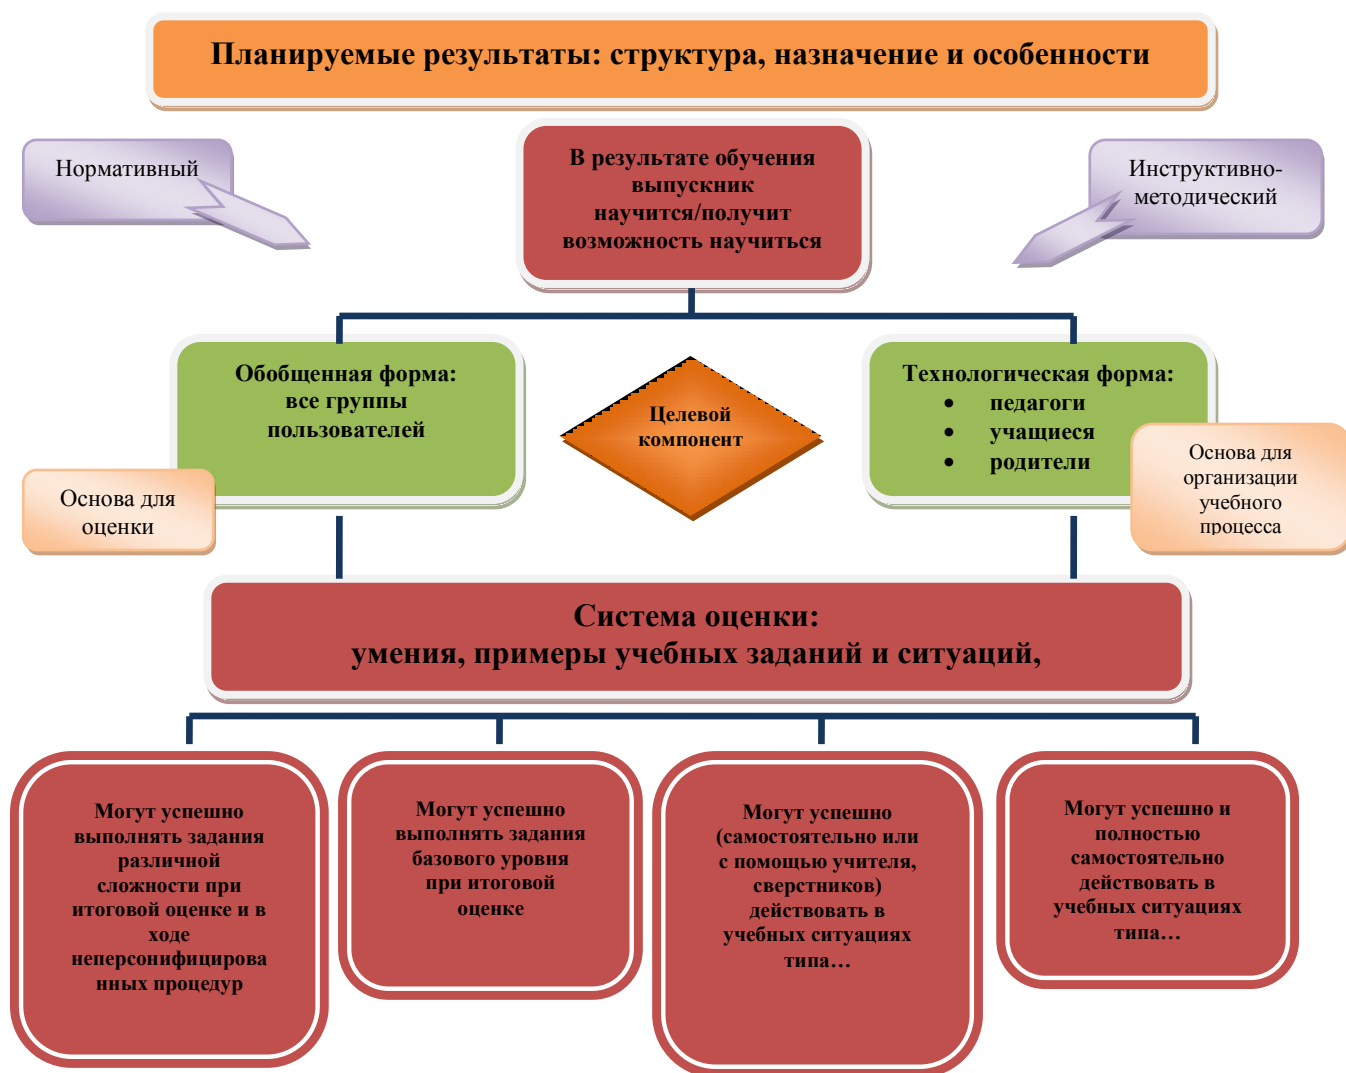 Планируемые результаты: структура, назначение и особенности
Нормативный
В результате обучения
выпускник
научится/получит
возможность научиться
Инструктивно-
методический
Обобщенная форма:
все группы
пользователей
Целевой
компонент
Технологическая форма:
• педагоги
• учащиеся
• родители
Основа для
оценки
Основа для
организации
учебного
процесса
Система оценки:
умения, примеры учебных заданий и ситуаций,
Могут успешно
выполнять задания
различной
сложности при
итоговой оценке и в
ходе
неперсонифицирова
нных процедур
Могут успешно
выполнять задания
базового уровня
при итоговой
оценке
Могут успешно
(самостоятельно или
с помощью учителя,
сверстников)
действовать в
учебных ситуациях
типа…
Могут успешно и
полностью
самостоятельно
действовать в
учебных ситуациях
типа…